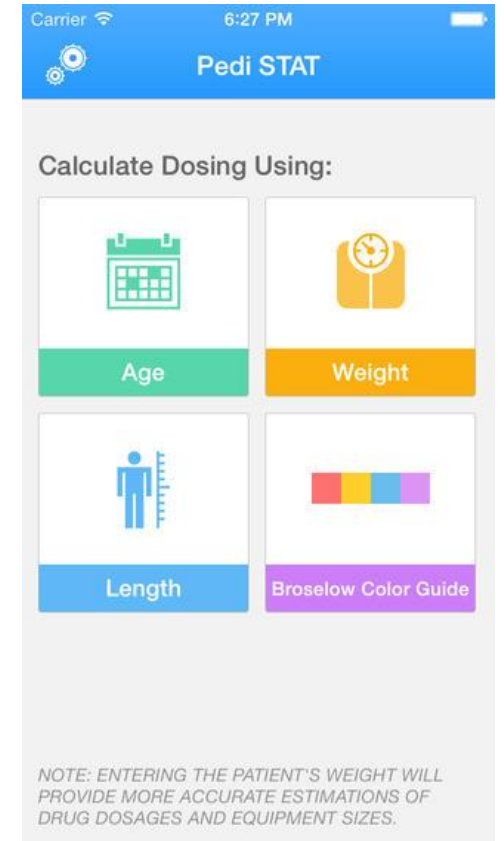 Carrier 6:27 PM
Pedi STAT
Calculate Dosing Using:
Age Weight
Length Broselow Color Guide
NOTE: ENTERING THE PATIENT'S WEIGHT WILL
PROVIDE MORE ACCURATE ESTIMATIONS OF
DRUG DOSAGES AND EQUIPMENT SIZES.